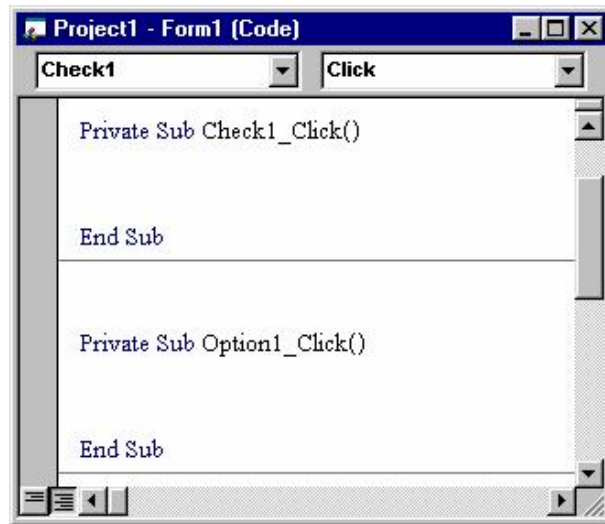 Project1 - Form1 (Code)
Check1 Click
Private Sub Check1_Click()
End Sub
Private Sub Option1_Click()
End Sub